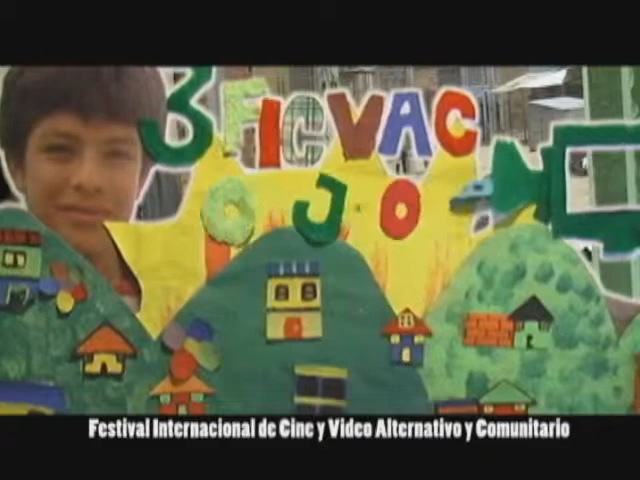 3 FICVAC
OJO
Festival Internacional de Cine y Video Alternativo y Comunitario